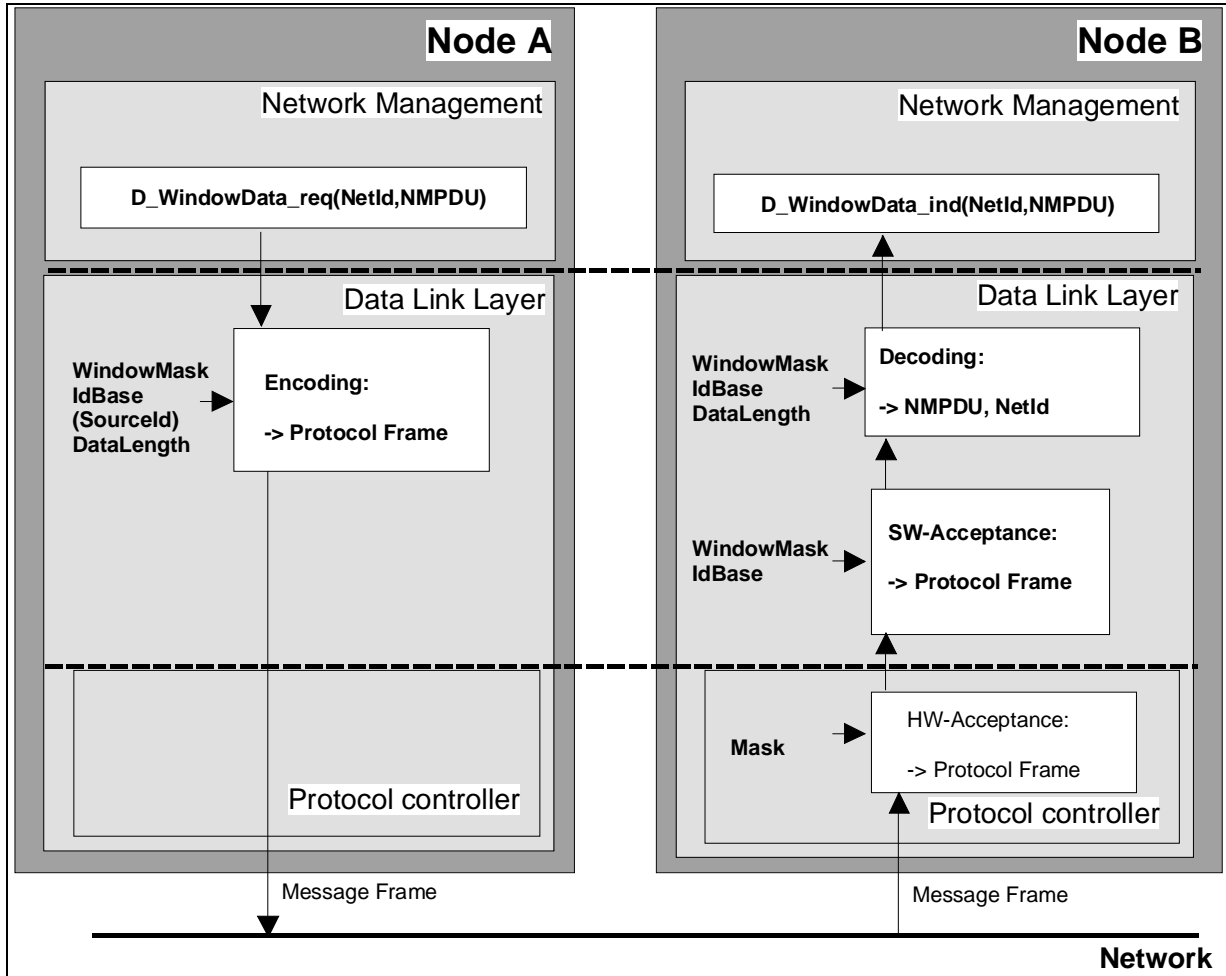 Node A
Network Management
D_WindowData_req(NetId,NMPDU)
Data Link Layer
WindowMask
IdBase
(SourceId)
DataLength
Encoding:
-> Protocol Frame
Protocol controller
Message Frame
Node B
Network Management
D_WindowData_ind(NetId,NMPDU)
Data Link Layer
WindowMask
IdBase
DataLength
Decoding:
-> NMPDU, NetId
WindowMask
IdBase
SW-Acceptance:
-> Protocol Frame
Mask
HW-Acceptance:
-> Protocol Frame
Protocol controller
Message Frame
Network